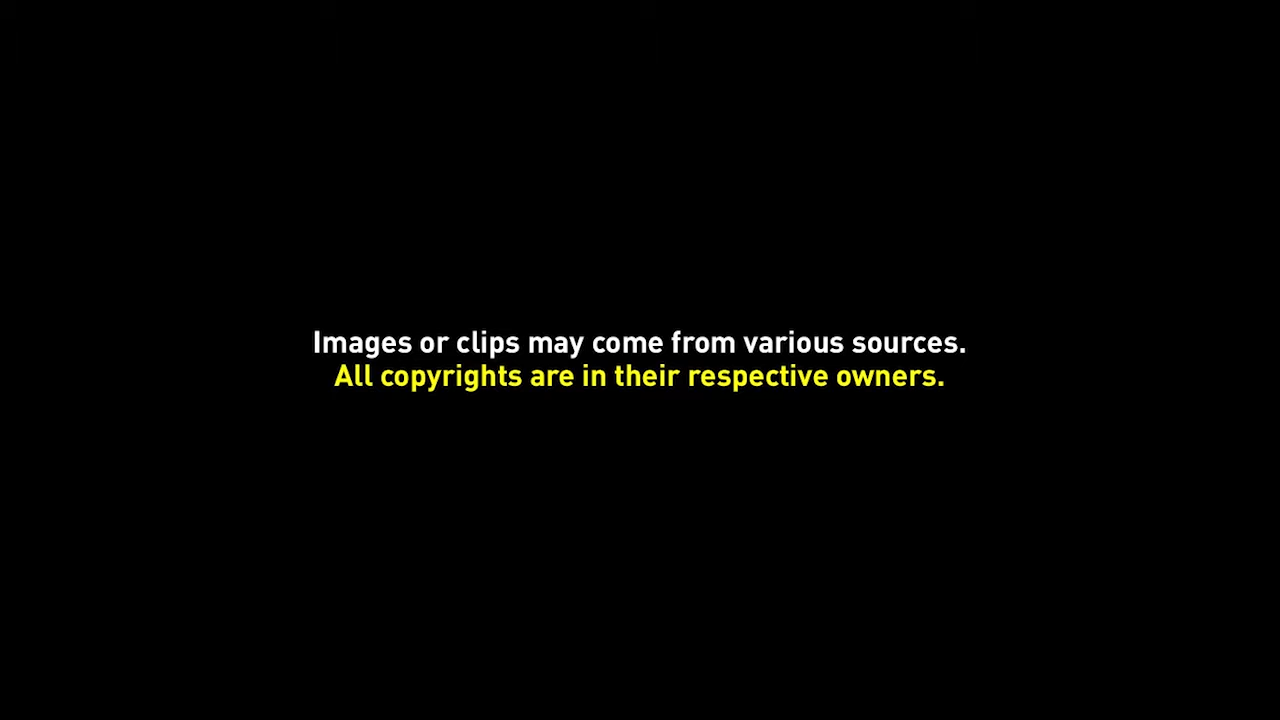 Images or clips may come from various sources.
All copyrights are in their respective owners.